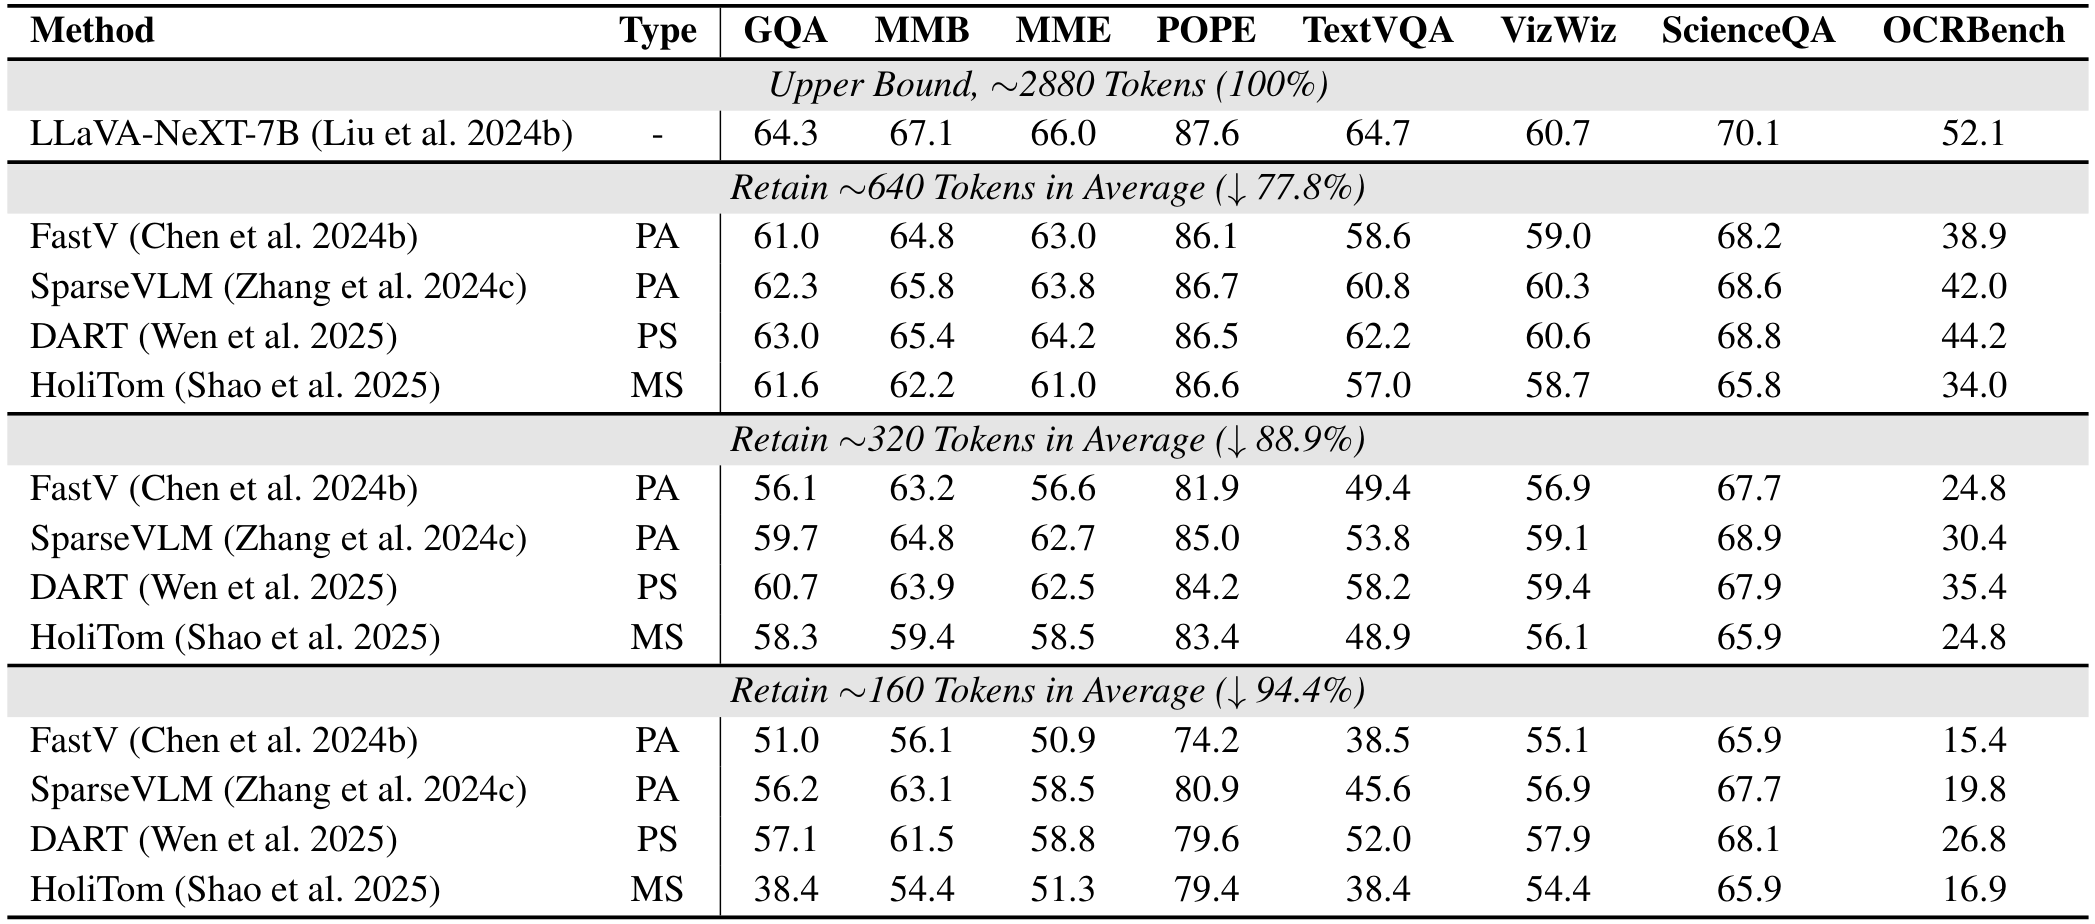 Method Type GQA MMB MME POPE TextVQA VizWiz ScienceQA OCRBench
Upper Bound, ~2880 Tokens (100%)
LLaVA-NeXT-7B (Liu et al. 2024b) - 64.3 67.1 66.0 87.6 64.7 60.7 70.1 52.1
Retain ~640 Tokens in Average (↓ 77.8%)
FastV (Chen et al. 2024b) PA 61.0 64.8 63.0 86.1 58.6 59.0 68.2 38.9
SparseVLM (Zhang et al. 2024c) PA 62.3 65.8 63.8 86.7 60.8 60.3 68.6 42.0
DART (Wen et al. 2025) PS 63.0 65.4 64.2 86.5 62.2 60.6 68.8 44.2
HoliTom (Shao et al. 2025) MS 61.6 62.2 61.0 86.6 57.0 58.7 65.8 34.0
Retain ~320 Tokens in Average (↓ 88.9%)
FastV (Chen et al. 2024b) PA 56.1 63.2 56.6 81.9 49.4 56.9 67.7 24.8
SparseVLM (Zhang et al. 2024c) PA 59.7 64.8 62.7 85.0 53.8 59.1 68.9 30.4
DART (Wen et al. 2025) PS 60.7 63.9 62.5 84.2 58.2 59.4 67.9 35.4
HoliTom (Shao et al. 2025) MS 58.3 59.4 58.5 83.4 48.9 56.1 65.9 24.8
Retain ~160 Tokens in Average (↓ 94.4%)
FastV (Chen et al. 2024b) PA 51.0 56.1 50.9 74.2 38.5 55.1 65.9 15.4
SparseVLM (Zhang et al. 2024c) PA 56.2 63.1 58.5 80.9 45.6 56.9 67.7 19.8
DART (Wen et al. 2025) PS 57.1 61.5 58.8 79.6 52.0 57.9 68.1 26.8
HoliTom (Shao et al. 2025) MS 38.4 54.4 51.3 79.4 38.4 54.4 65.9 16.9